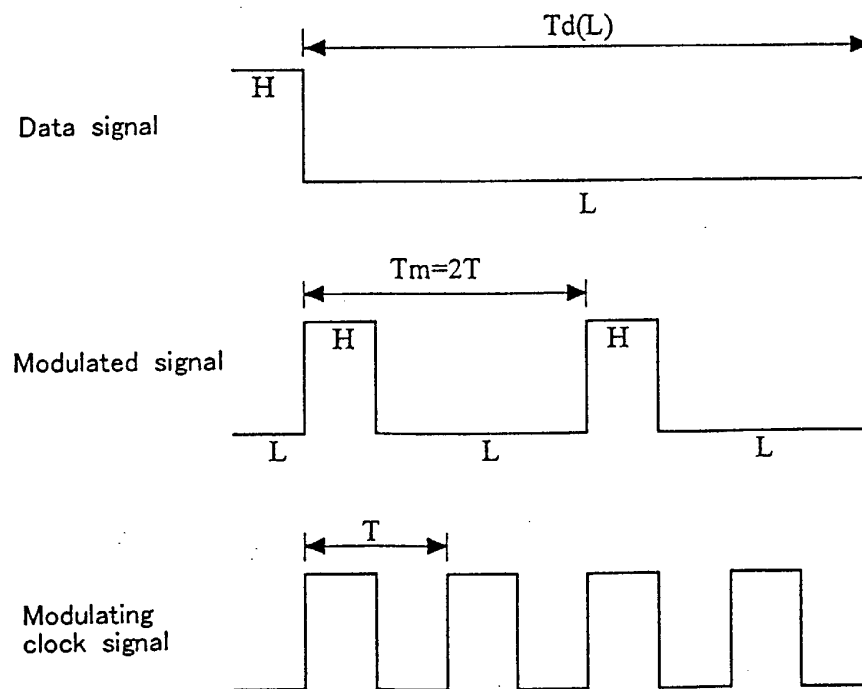 Td(L)
H
Data signal
L
Tm=2T
H
H
Modulated signal
L
L
L
T
Modulating
clock signal